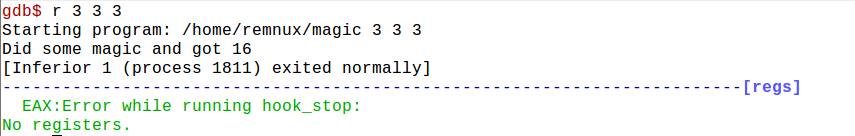 gdb$ r 3 3 3
Starting program: /home/remnux/magic 3 3 3
Did some magic and got 16
[Inferior 1 (process 1811) exited normally]
--------------------------------------------------------------------------[regs]
  EAX:Error while running hook_stop:
No registers.